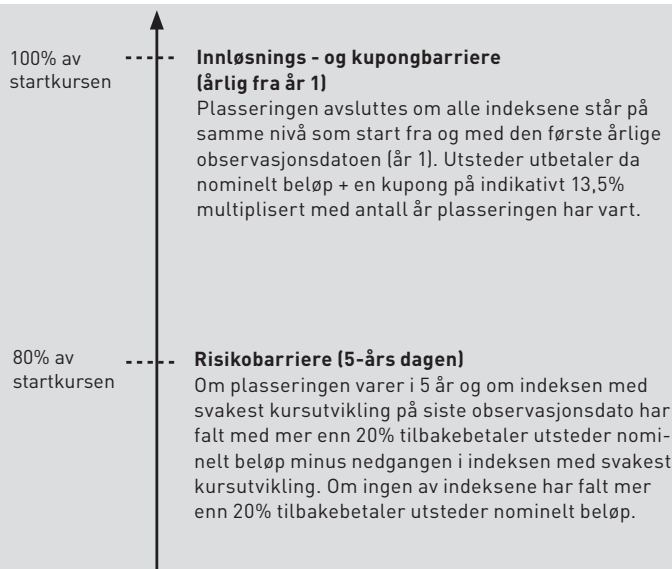 100% av
startkursen
Innløsnings - og kupongbarriere
(årlig fra år 1)
Plasseringen avsluttes om alle indeksene står på
samme nivå som start fra og med den første årlige
observasjonsdatoen (år 1). Utsteder utbetaler da
nominelt beløp + en kupong på indikativt 13,5%
multiplisert med antall år plasseringen har vart.
80% av
startkursen
Risikobarriere (5-års dagen)
Om plasseringen varer i 5 år og om indeksen med
svakest kursutvikling på siste observasjonsdato har
falt med mer enn 20% tilbakebetaler utsteder nomi-
nelt beløp minus nedgangen i indeksen med svakest
kursutvikling. Om ingen av indeksene har falt mer
enn 20% tilbakebetaler utsteder nominelt beløp.